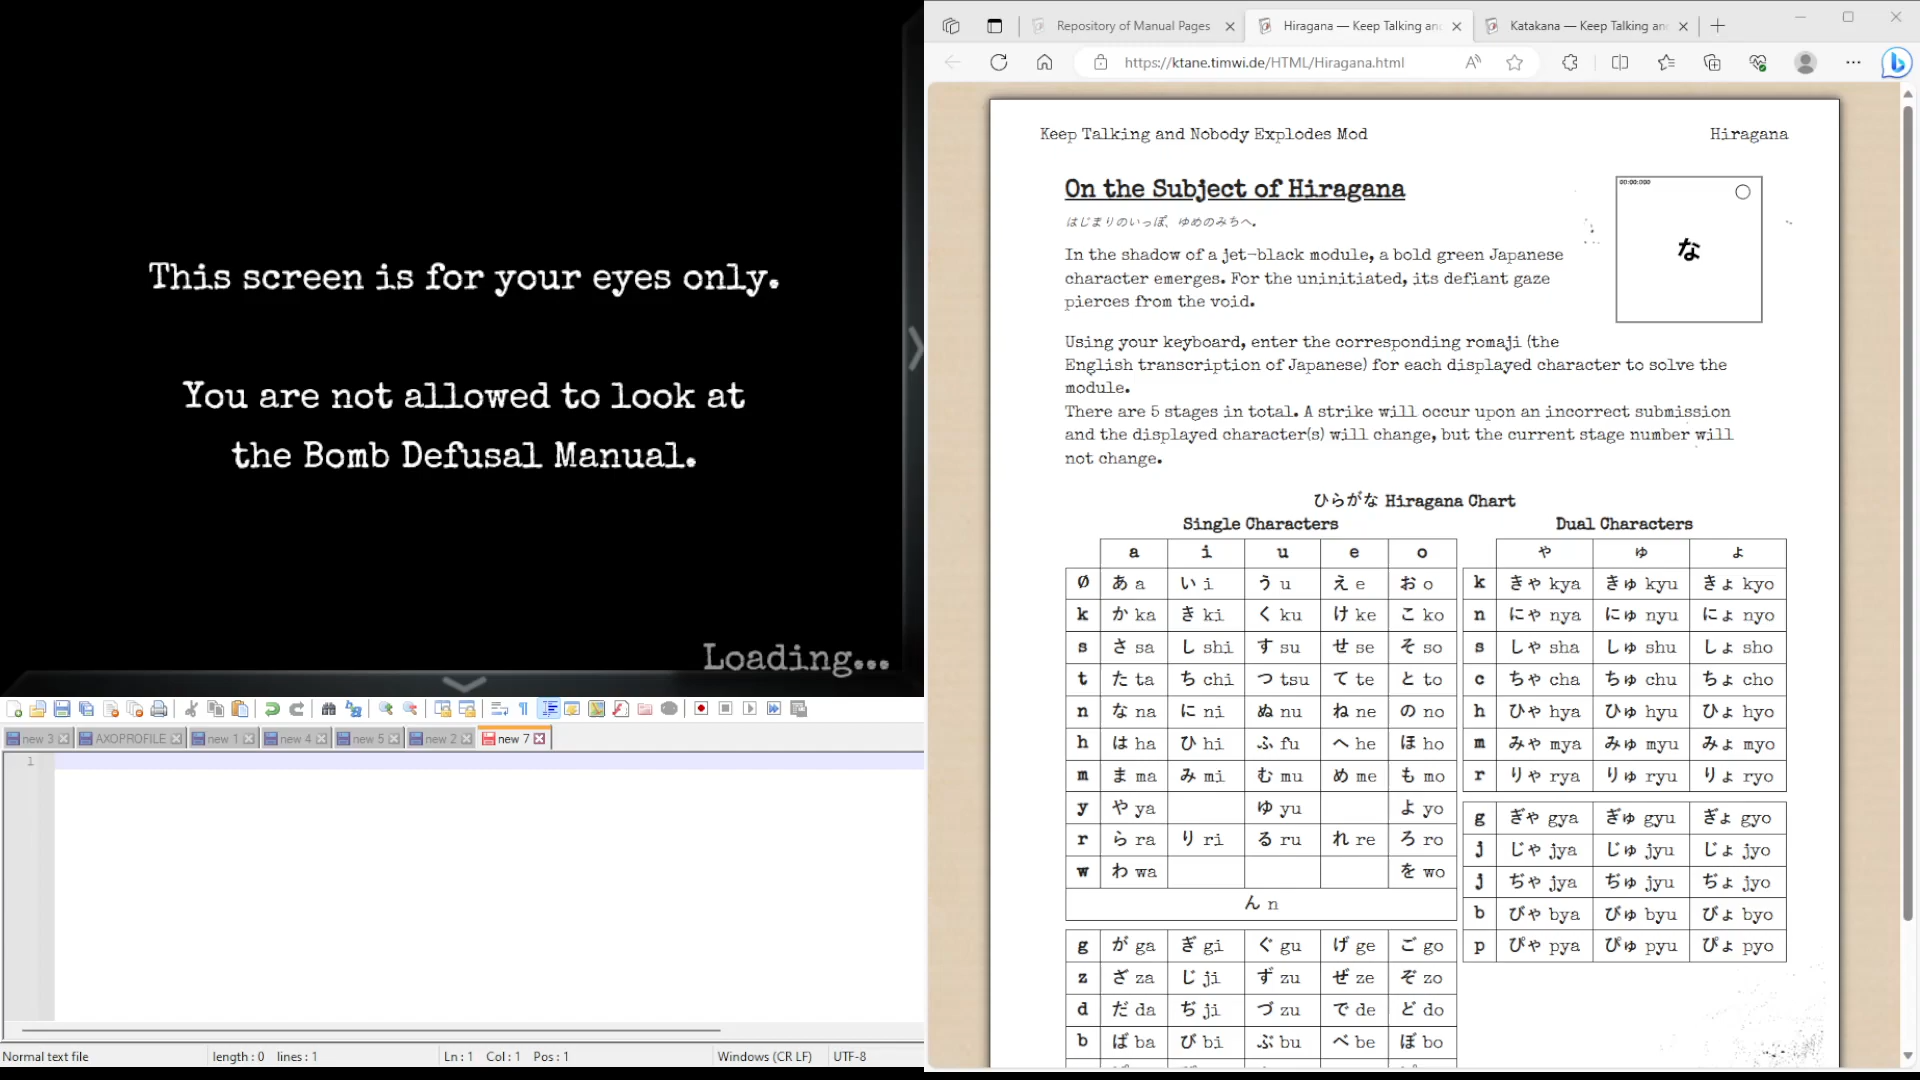 This screen is for your eyes only.
You are not allowed to look at
the Bomb Defusal Manual.
Loading...
new 3
AXOPROFILE
new 1
new 4
new 5
new 2
new 7
1
Normal text file
length : 0 lines : 1
Ln : 1 Col : 1 Pos : 1
Windows (CR LF)
UTF-8
Repository of Manual Pages
Hiragana — Keep Talking an
Katakana — Keep Talking an
https://ktane.timwi.de/HTML/Hiragana.html
Keep Talking and Nobody Explodes Mod
Hiragana
On the Subject of Hiragana
はじまりのいっぽ、ゆめのみちへ。
00:00:000
な
In the shadow of a jet-black module, a bold green Japanese
character emerges. For the uninitiated, its defiant gaze
pierces from the void.
Using your keyboard, enter the corresponding romaji (the
English transcription of Japanese) for each displayed character to solve the
module.
There are 5 stages in total. A strike will occur upon an incorrect submission
and the displayed character(s) will change, but the current stage number will
not change.
ひらがな Hiragana Chart
Single Characters
a i u e o
Ø あ a い i う u え e お o
k か ka き ki く ku け ke こ ko
s さ sa し shi す su せ se そ so
t た ta ち chi つ tsu て te と to
n な na に ni ぬ nu ね ne の no
h は ha ひ hi ふ fu へ he ほ ho
m ま ma み mi む mu め me も mo
y や ya ゆ yu よ yo
r ら ra り ri る ru れ re ろ ro
w わ wa を wo
ん n
g が ga ぎ gi ぐ gu げ ge ご go
z ざ za じ ji ず zu ぜ ze ぞ zo
d だ da ぢ ji づ zu で de ど do
b ば ba び bi ぶ bu べ be ぼ bo
Dual Characters
や ゆ よ
k きゃ kya きゅ kyu きょ kyo
n にゃ nya にゅ nyu にょ nyo
s しゃ sha しゅ shu しょ sho
c ちゃ cha ちゅ chu ちょ cho
h ひゃ hya ひゅ hyu ひょ hyo
m みゃ mya みゅ myu みょ myo
r りゃ rya りゅ ryu りょ ryo
g ぎゃ gya ぎゅ gyu ぎょ gyo
j じゃ jya じゅ jyu じょ jyo
j ぢゃ jya ぢゅ jyu ぢょ jyo
b びゃ bya びゅ byu びょ byo
p ぴゃ pya ぴゅ pyu ぴょ pyo